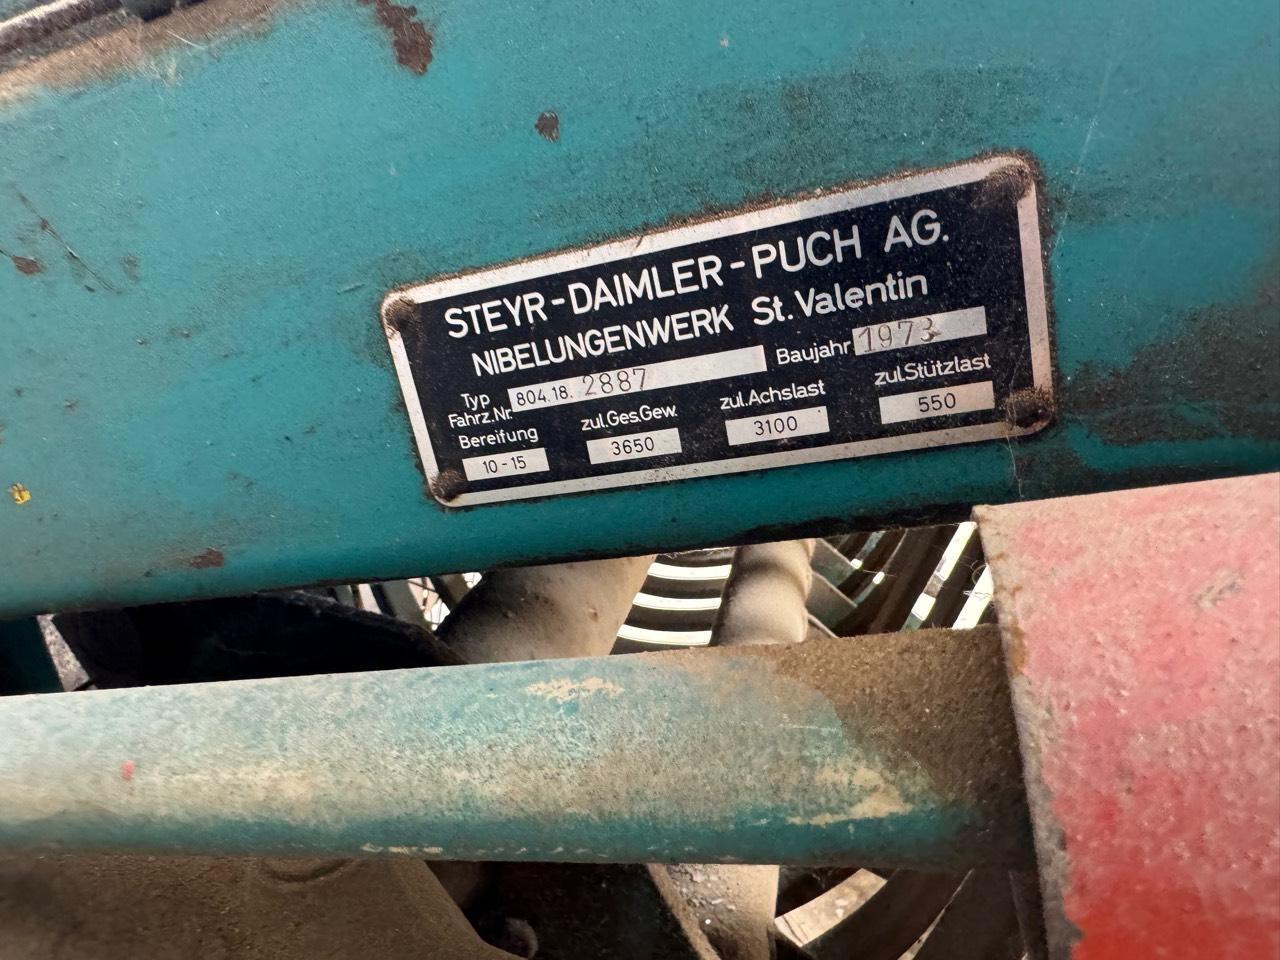 STEYR-DAIMLER-PUCH AG.
NIBELUNGENWERK St. Valentin
Typ
Fahrz.Nr. 804.18. 2887 Baujahr 1973
Bereifung zul.Ges.Gew. zul.Achslast zul.Stützlast
10-15 3650 3100 550